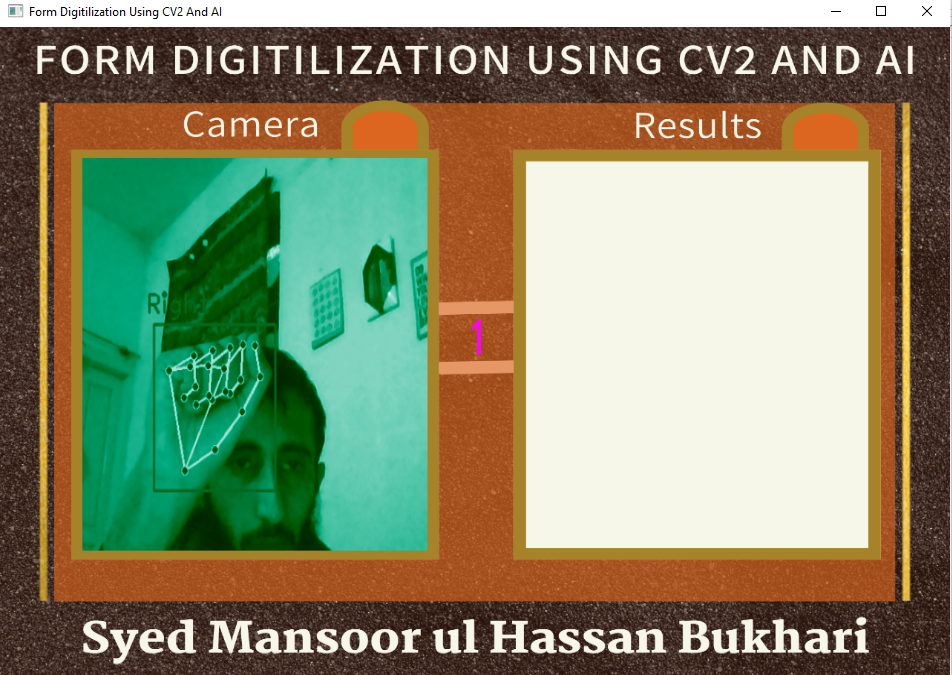 Form Digitilization Using CV2 And AI
FORM DIGITILIZATION USING CV2 AND AI
Camera
Results
Right
1
Syed Mansoor ul Hassan Bukhari